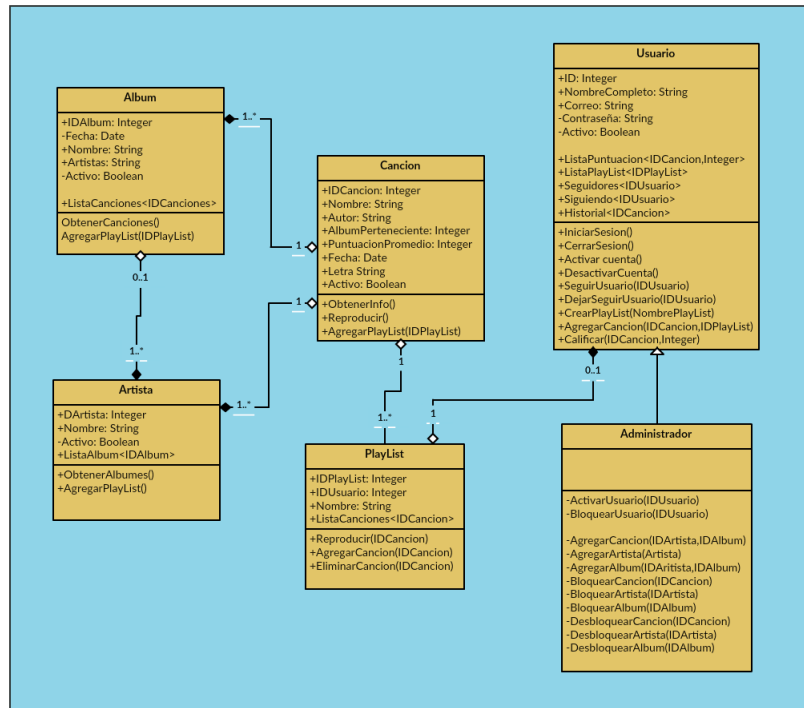 Album
+IDAlbum: Integer
-Fecha: Date
+Nombre: String
+Artistas: String
-Activo: Boolean
+ListaCanciones<IDCanciones>
ObtenerCanciones()
AgregarPlayList(IDPlayList)
1..*
1
0..1
1..*
Cancion
+IDCancion: Integer
+Nombre: String
+Autor: String
+AlbumPerteneciente: Integer
+PuntuacionPromedio: Integer
+Fecha: Date
+Letra String
+Activo: Boolean
+ObtenerInfo()
+Reproducir()
+AgregarPlayList(IDPlayList)
1
1..*
1
1..*
Artista
+DArtista: Integer
+Nombre: String
-Activo: Boolean
+ListaAlbum<IDAlbum>
+ObtenerAlbumes()
+AgregarPlayList()
PlayList
+IDPlayList: Integer
+IDUsuario: Integer
+Nombre: String
+ListaCanciones<IDCancion>
+Reproducir(IDCancion)
+AgregarCancion(IDCancion)
+EliminarCancion(IDCancion)
1
0..1
Usuario
+ID: Integer
+NombreCompleto: String
+Correo: String
-Contraseña: String
-Activo: Boolean
+ListaPuntuacion<IDCancion,Integer>
+ListaPlayList<IDPlayList>
+Seguidores<IDUsuario>
+Siguiendo<IDUsuario>
+Historial<IDCancion>
+IniciarSesion()
+CerrarSesion()
+Activar cuenta()
+DesactivarCuenta()
+SeguirUsuario(IDUsuario)
+DejarSeguirUsuario(IDUsuario)
+CrearPlayList(NombrePlayList)
+AgregarCancion(IDCancion,IDPlayList)
+Calificar(IDCancion,Integer)
Administrador
-ActivarUsuario(IDUsuario)
-BloquearUsuario(IDUsuario)
-AgregarCancion(IDArtista,IDAlbum)
-AgregarArtista(Artista)
-AgregarAlbum(IDAritista,IDAlbum)
-BloquearCancion(IDCancion)
-BloquearArtista(IDArtista)
-BloquearAlbum(IDAlbum)
-DesbloquearCancion(IDCancion)
-DesbloquearArtista(IDArtista)
-DesbloquearAlbum(IDAlbum)